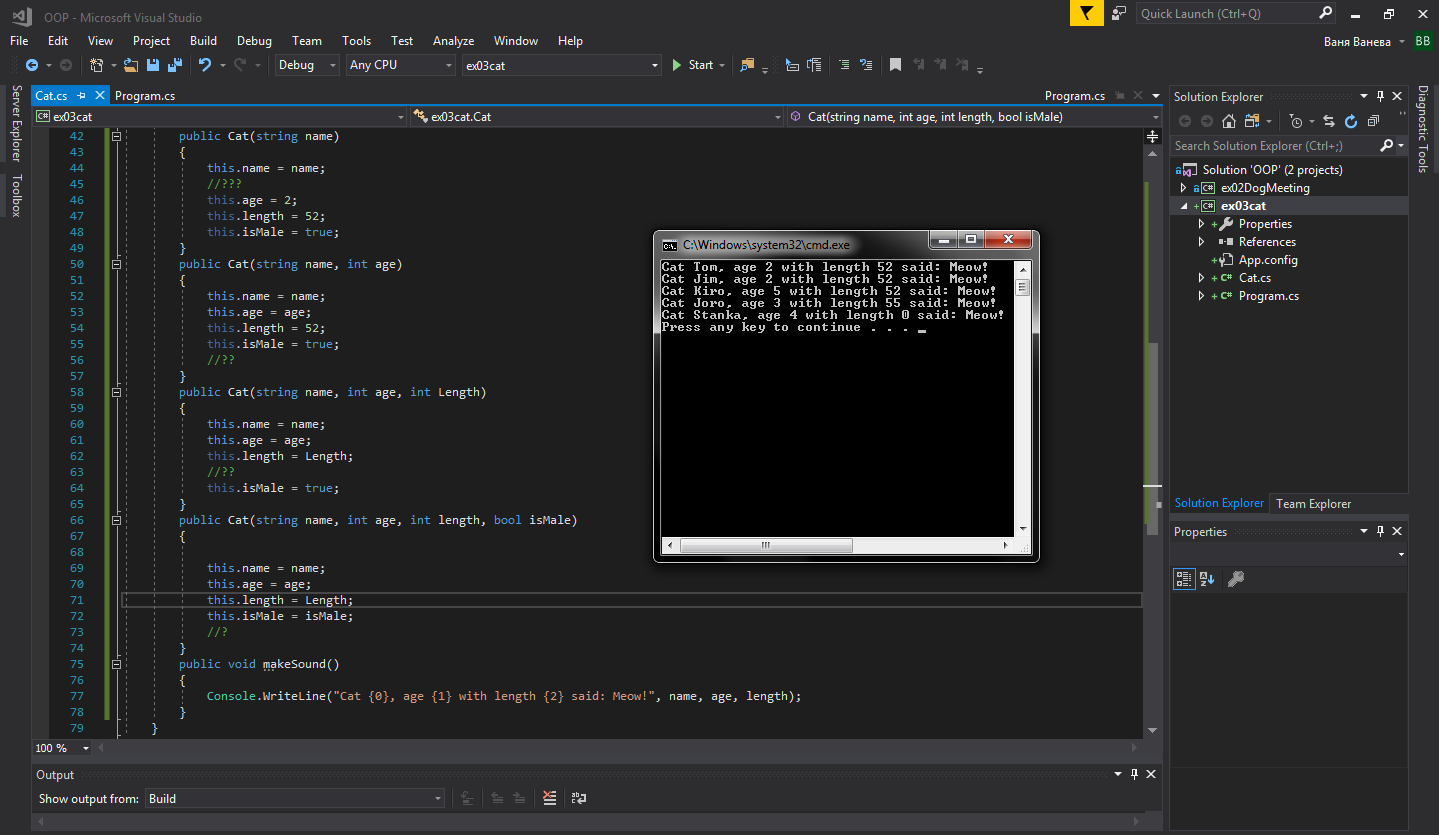 OOP - Microsoft Visual Studio
Quick Launch (Ctrl+Q)
File Edit View Project Build Debug Team Tools Test Analyze Window Help
Ваня Ванева BB
Debug Any CPU ex03cat Start
Server Explorer
Toolbox
Cat.cs Program.cs Program.cs
ex03cat ex03cat.Cat Cat(string name, int age, int length, bool isMale)
42 public Cat(string name)
43 {
44 this.name = name;
45 //???
46 this.age = 2;
47 this.length = 52;
48 this.isMale = true;
49 }
50 public Cat(string name, int age)
51 {
52 this.name = name;
53 this.age = age;
54 this.length = 52;
55 this.isMale = true;
56 //??
57 }
58 public Cat(string name, int age, int Length)
59 {
60 this.name = name;
61 this.age = age;
62 this.length = Length;
63 //??
64 this.isMale = true;
65 }
66 public Cat(string name, int age, int length, bool isMale)
67 {
68
69 this.name = name;
70 this.age = age;
71 this.length = Length;
72 this.isMale = isMale;
73 //?
74 }
75 public void makeSound()
76 {
77 Console.WriteLine("Cat {0}, age {1} with length {2} said: Meow!", name, age, length);
78 }
79 }
100 %
C:\Windows\system32\cmd.exe
Cat Tom, age 2 with length 52 said: Meow!
Cat Jim, age 2 with length 52 said: Meow!
Cat Kiro, age 5 with length 52 said: Meow!
Cat Joro, age 3 with length 55 said: Meow!
Cat Stanka, age 4 with length 0 said: Meow!
Press any key to continue . . . _
Output
Show output from: Build
Solution Explorer
Search Solution Explorer (Ctrl+;)
Solution 'OOP' (2 projects)
ex02DogMeeting
ex03cat
Properties
References
App.config
Cat.cs
Program.cs
Solution Explorer Team Explorer
Properties
Diagnostic Tools